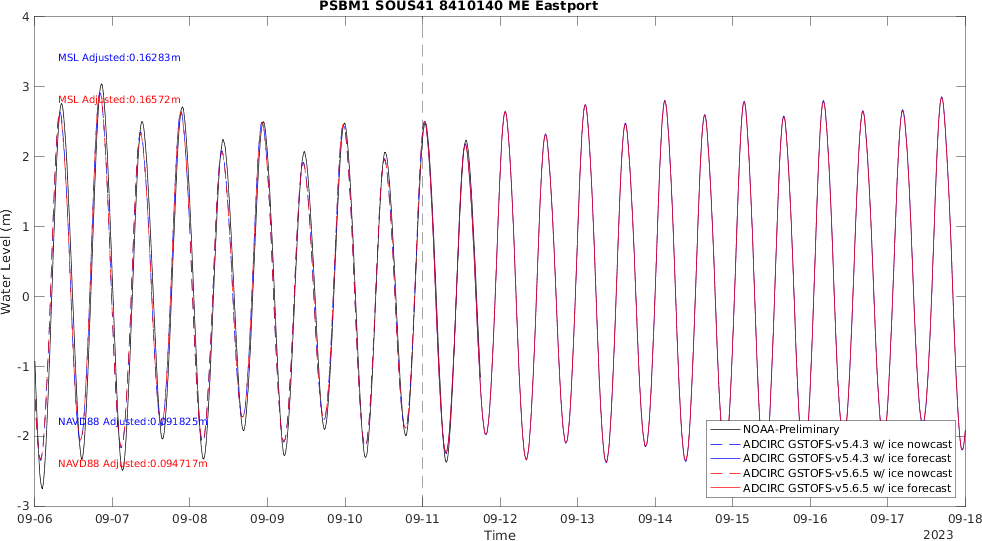 PSBM1 SOUS41 8410140 ME Eastport
4
3
2
1
0
-1
-2
-3
Water Level (m)
MSL Adjusted:0.16283m
MSL Adjusted:0.16572m
NAVD88 Adjusted:0.091825m
NAVD88 Adjusted:0.094717m
NOAA-Preliminary
ADCIRC GSTOFS-v5.4.3 w/ ice nowcast
ADCIRC GSTOFS-v5.4.3 w/ ice forecast
ADCIRC GSTOFS-v5.6.5 w/ ice nowcast
ADCIRC GSTOFS-v5.6.5 w/ ice forecast
09-06 09-07 09-08 09-09 09-10 09-11 09-12 09-13 09-14 09-15 09-16 09-17 09-18
Time
2023